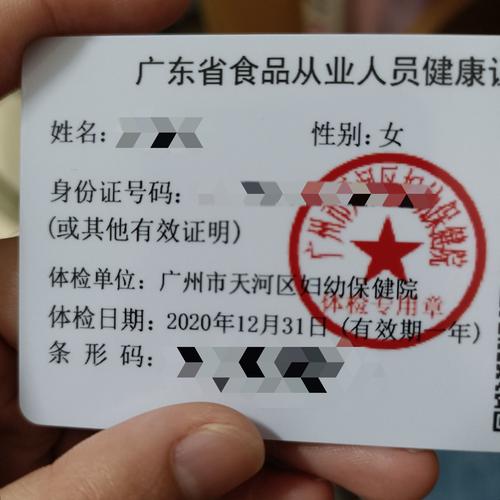 广东省食品从业人员健康证
姓名:
性别: 女
身份证号码:
(或其他有效证明)
体检单位: 广州市天河区妇幼保健院
体检日期: 2020年12月31日 (有效期一年)
条形码:
体检专用章